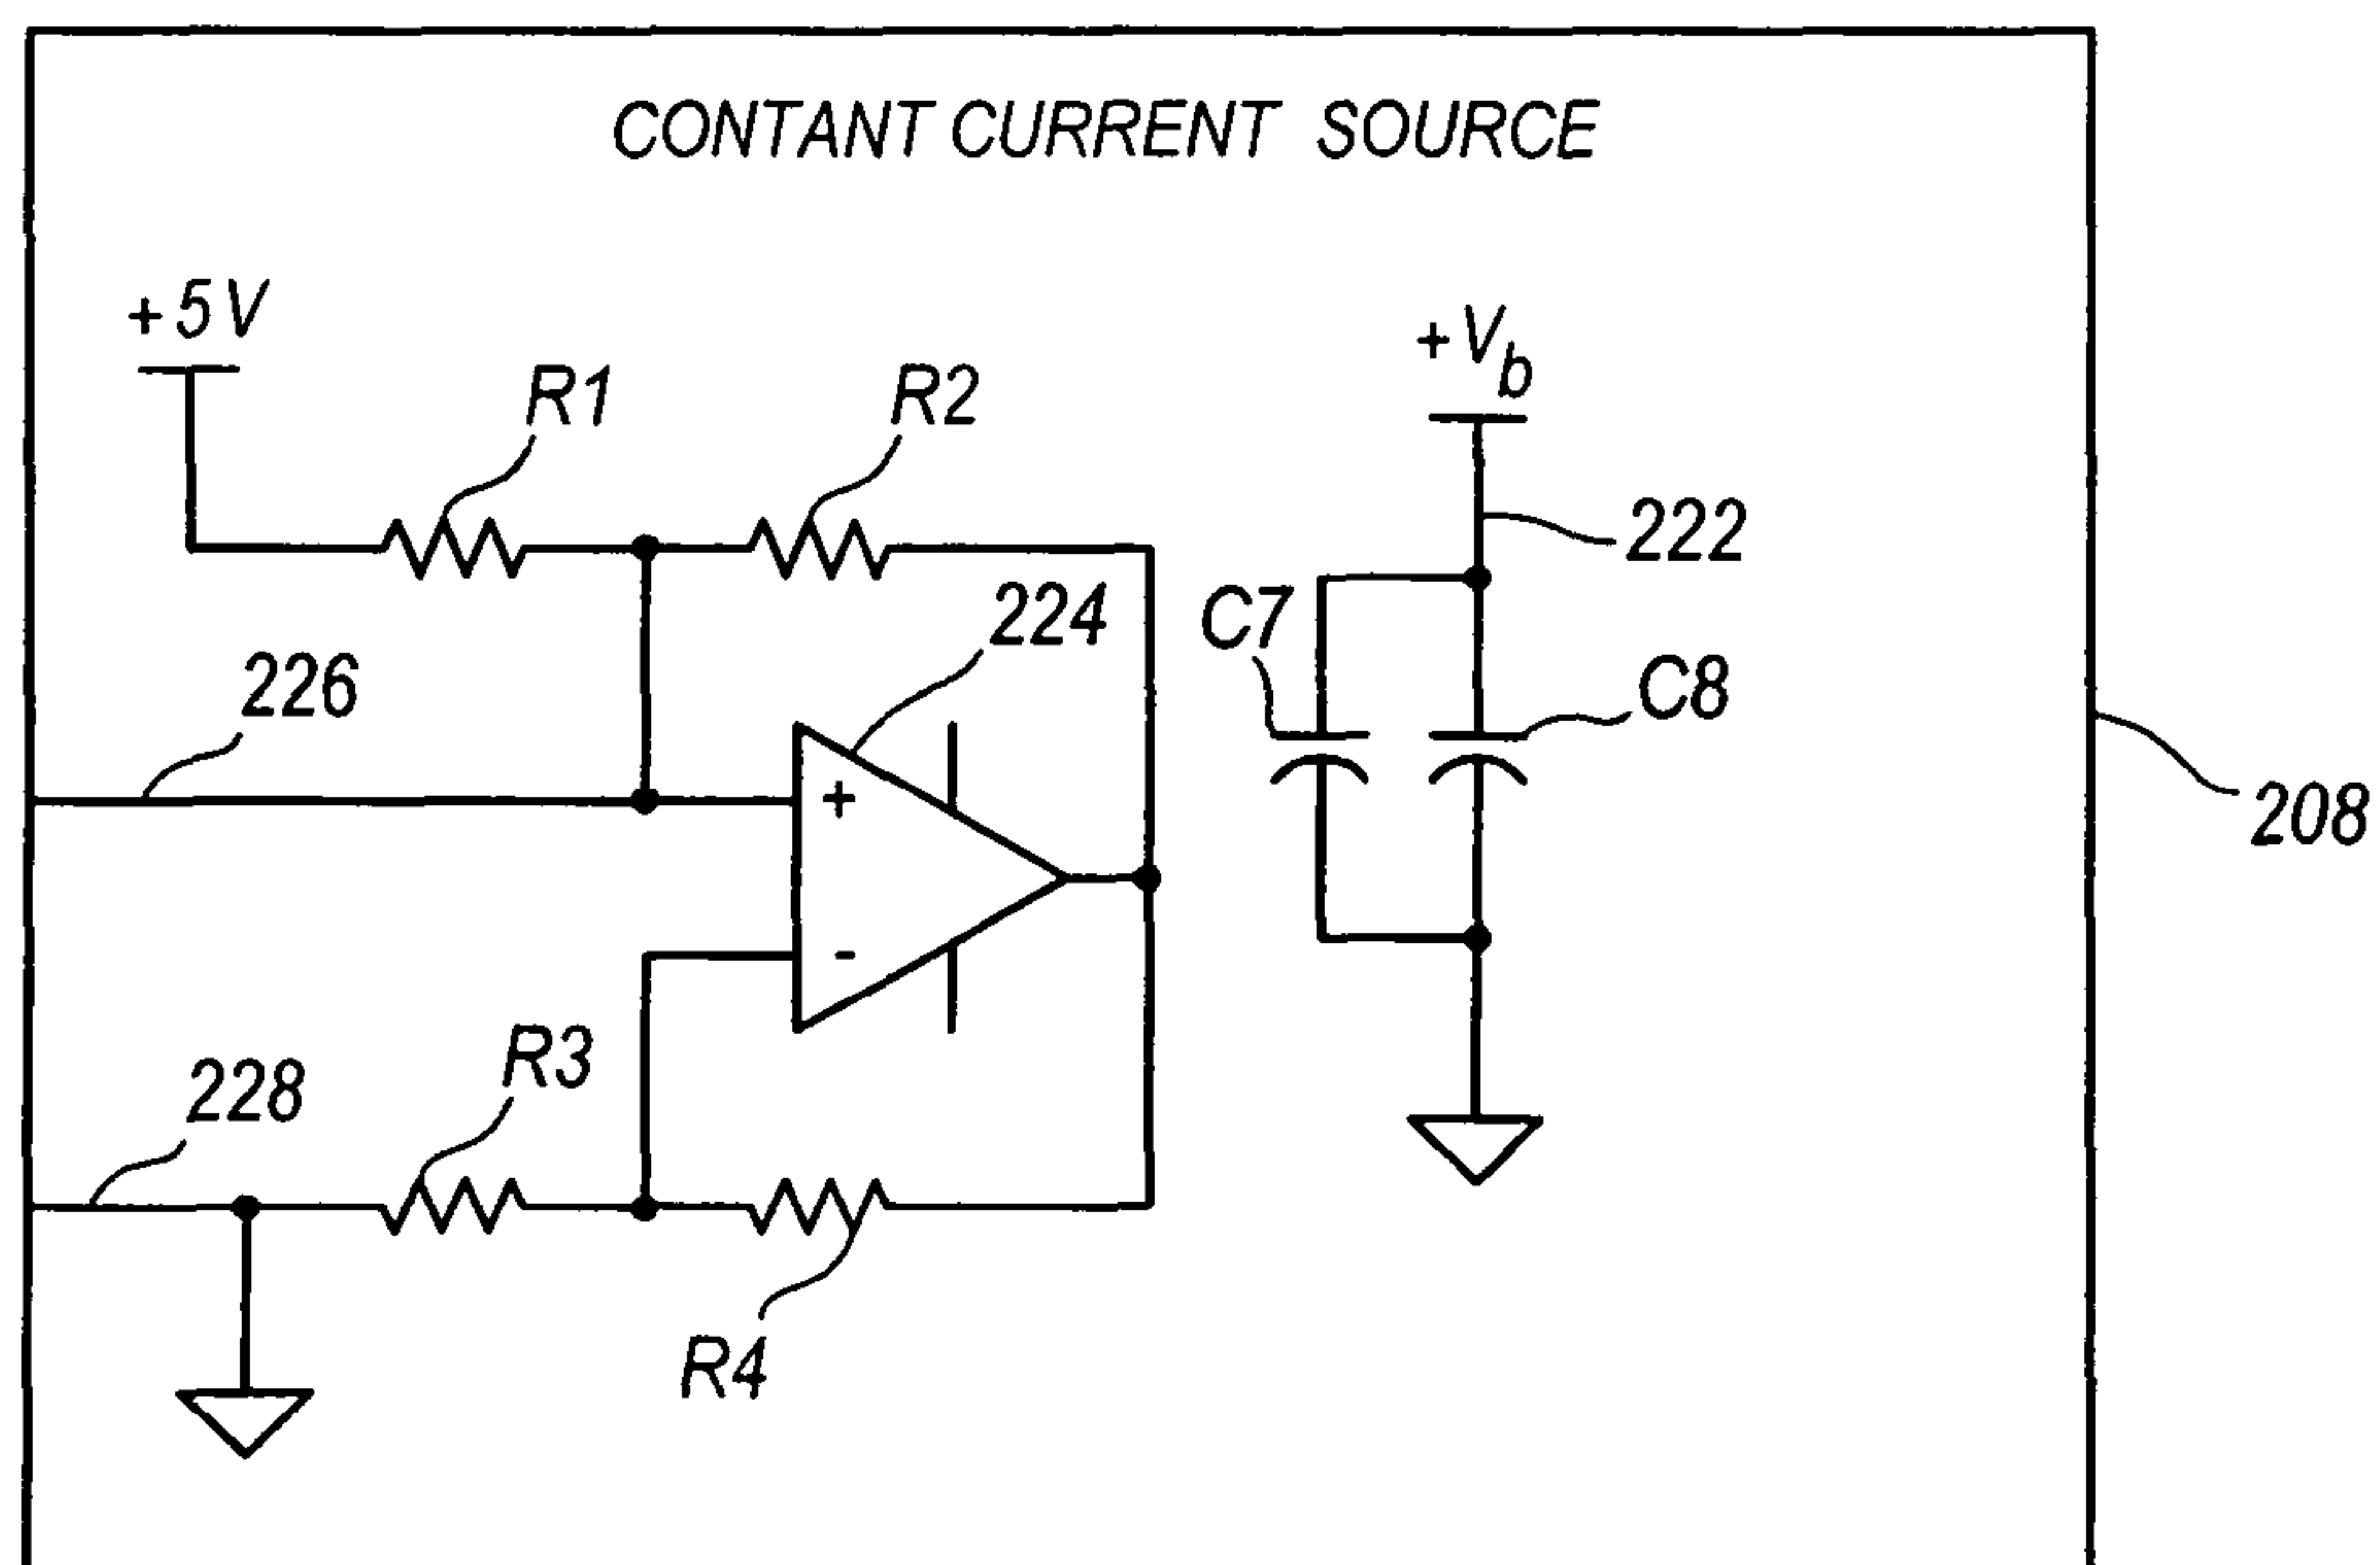 CONTANT CURRENT SOURCE
+5V
+Vb
R1
R2
222
224
C7
226
C8
208
+
-
R3
228
R4